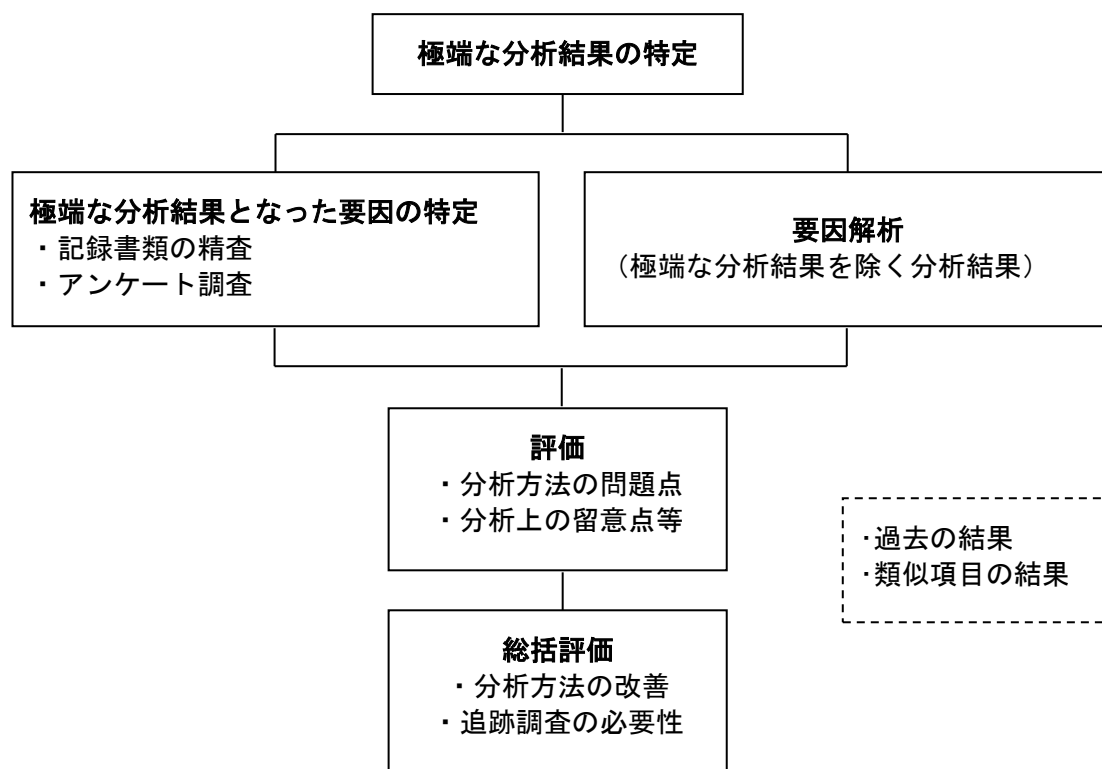 極端な分析結果の特定
極端な分析結果となった要因の特定
・記録書類の精査
・アンケート調査
要因解析
（極端な分析結果を除く分析結果）
評価
・分析方法の問題点
・分析上の留意点等
・過去の結果
・類似項目の結果
総括評価
・分析方法の改善
・追跡調査の必要性